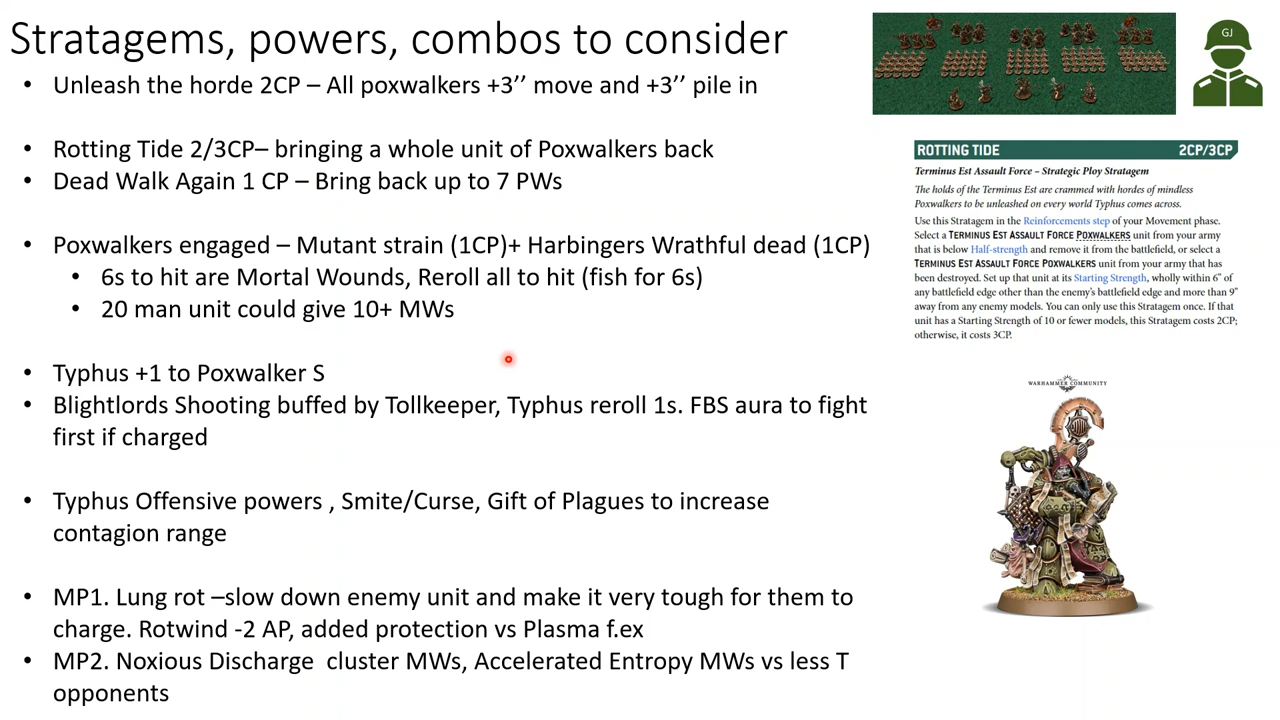 Stratagems, powers, combos to consider
• Unleash the horde 2CP – All poxwalkers +3’’ move and +3’’ pile in
• Rotting Tide 2/3CP– bringing a whole unit of Poxwalkers back
• Dead Walk Again 1 CP – Bring back up to 7 PWs
• Poxwalkers engaged – Mutant strain (1CP)+ Harbingers Wrathful dead (1CP)
• 6s to hit are Mortal Wounds, Reroll all to hit (fish for 6s)
• 20 man unit could give 10+ MWs
• Typhus +1 to Poxwalker S
• Blightlords Shooting buffed by Tollkeeper, Typhus reroll 1s. FBS aura to fight
first if charged
• Typhus Offensive powers , Smite/Curse, Gift of Plagues to increase
contagion range
• MP1. Lung rot –slow down enemy unit and make it very tough for them to
charge. Rotwind -2 AP, added protection vs Plasma f.ex
• MP2. Noxious Discharge  cluster MWs, Accelerated Entropy MWs vs less T
opponents
GJ
ROTTING TIDE 2CP/3CP
Terminus Est Assault Force – Strategic Ploy Stratagem
The holds of the Terminus Est are crammed with hordes of mindless
Poxwalkers to be unleashed on every world Typhus comes across.
Use this Stratagem in the Reinforcements step of your Movement phase.
Select a TERMINUS EST ASSAULT FORCE POXWALKERS unit from your army
that is below Half-strength and remove it from the battlefield, or select a
TERMINUS EST ASSAULT FORCE POXWALKERS unit from your army that has
been destroyed. Set up that unit at its Starting Strength, wholly within 6" of
any battlefield edge other than the enemy's battlefield edge and more than 9"
away from any enemy models. You can only use this Stratagem once. If that
unit has a Starting Strength of 10 or fewer models, this Stratagem costs 2CP;
otherwise, it costs 3CP.
WARHAMMER COMMUNITY